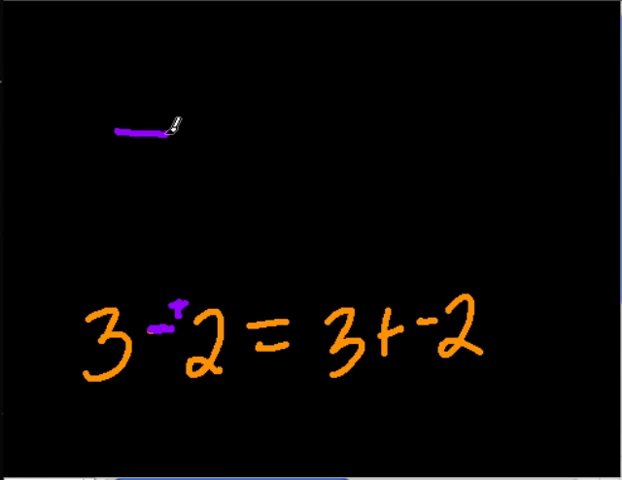 —
3 - ⁺2 = 3 + -2